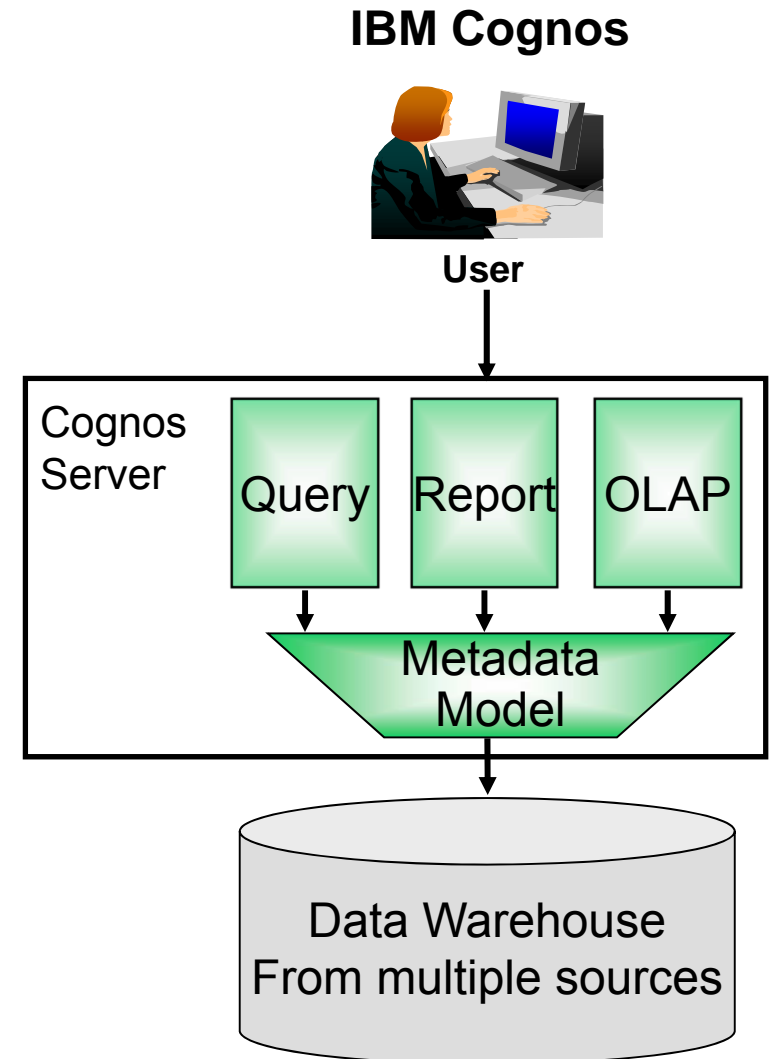 IBM Cognos
User
Cognos
Server
Query
Report
OLAP
Metadata
Model
Data Warehouse
From multiple sources